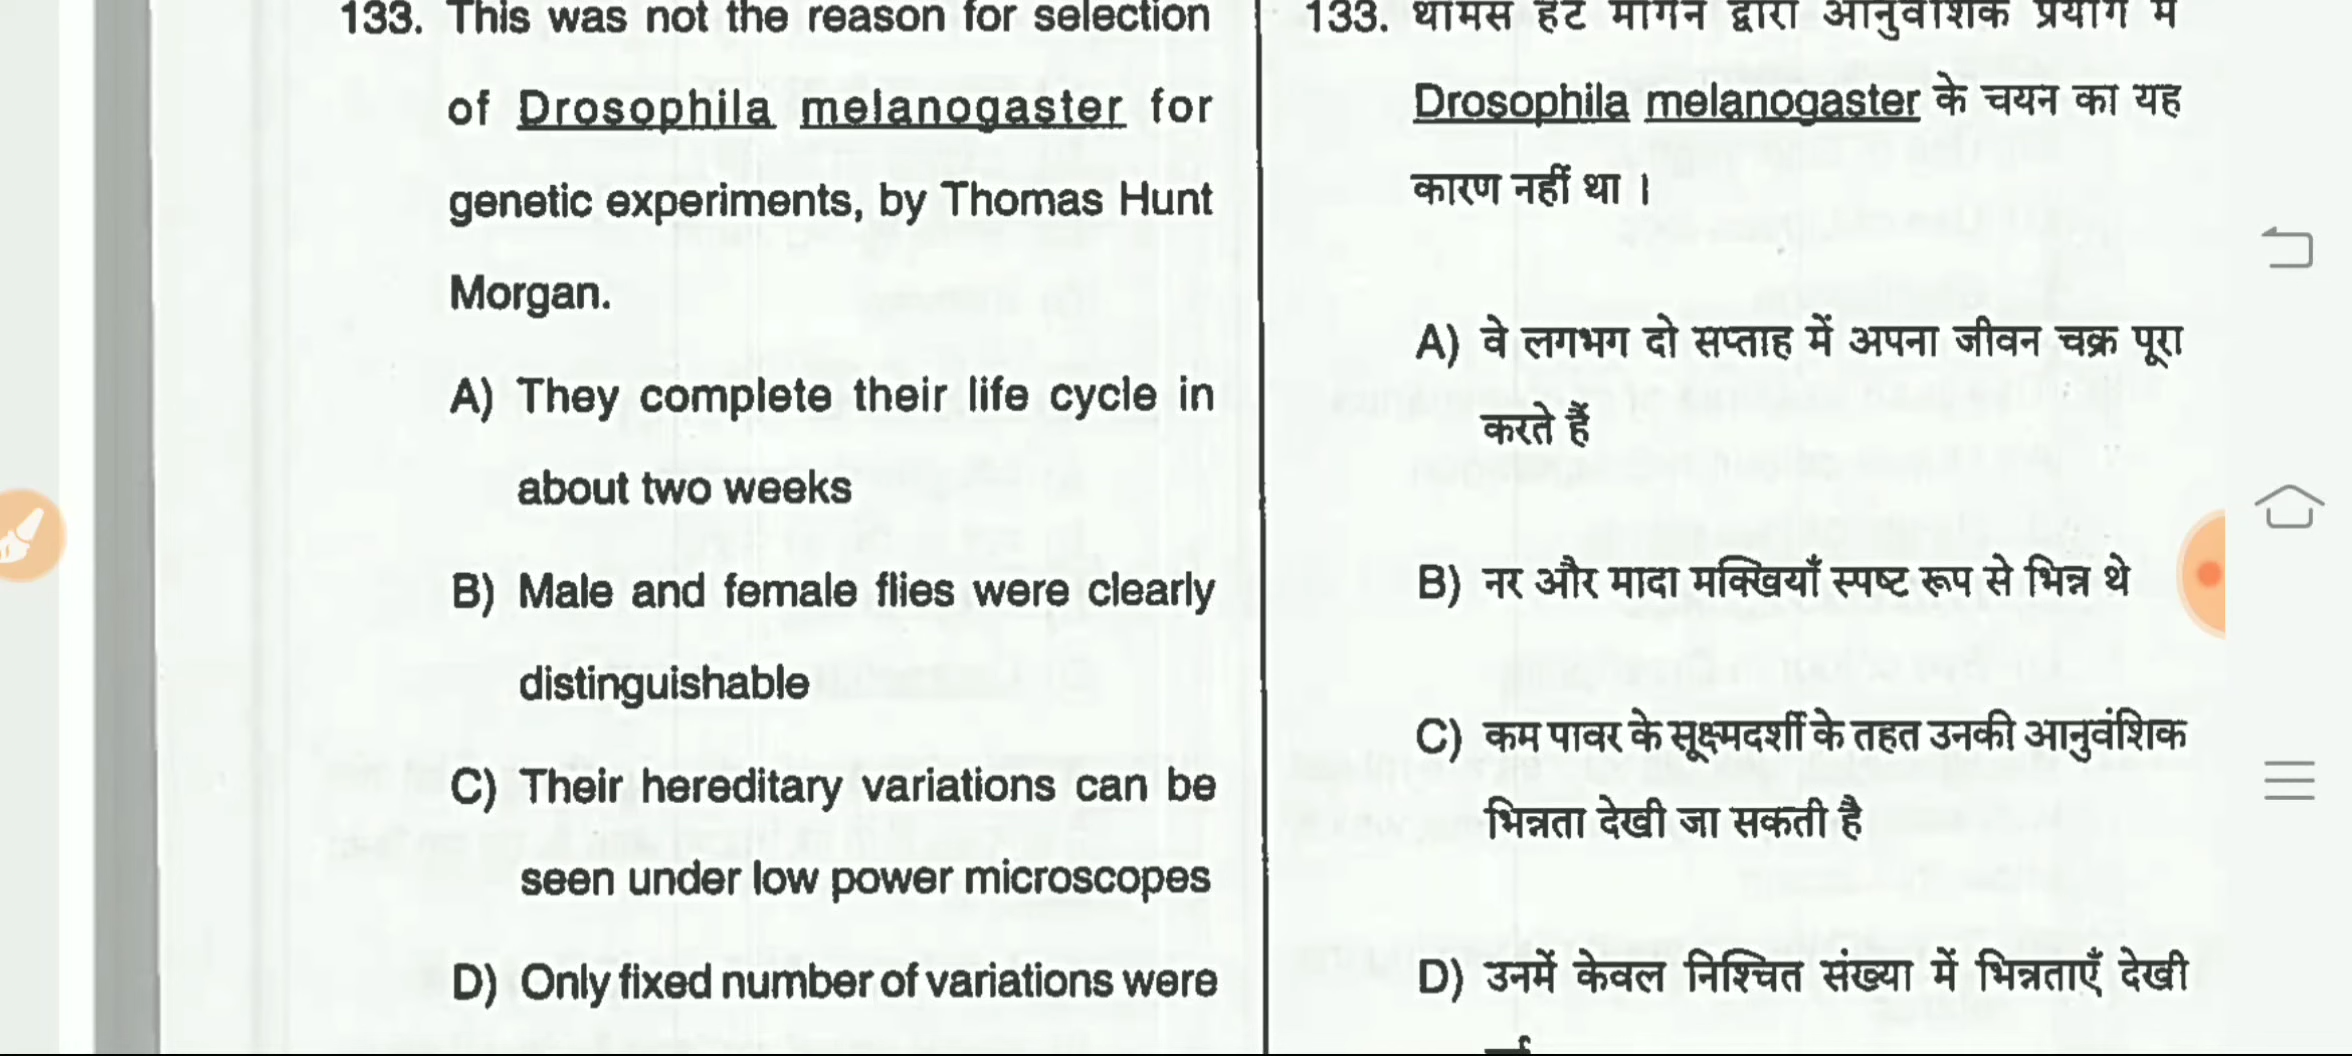 133. This was not the reason for selection
of Drosophila melanogaster for
genetic experiments, by Thomas Hunt
Morgan.
A) They complete their life cycle in
about two weeks
B) Male and female flies were clearly
distinguishable
C) Their hereditary variations can be
seen under low power microscopes
D) Only fixed number of variations were
133. थॉमस हंट मॉर्गन द्वारा आनुवंशिक प्रयोग में
Drosophila melanogaster के चयन का यह
कारण नहीं था ।
A) वे लगभग दो सप्ताह में अपना जीवन चक्र पूरा
करते हैं
B) नर और मादा मक्खियाँ स्पष्ट रूप से भिन्न थे
C) कम पावर के सूक्ष्मदर्शी के तहत उनकी आनुवंशिक
भिन्नता देखी जा सकती है
D) उनमें केवल निश्चित संख्या में भिन्नताएँ देखी